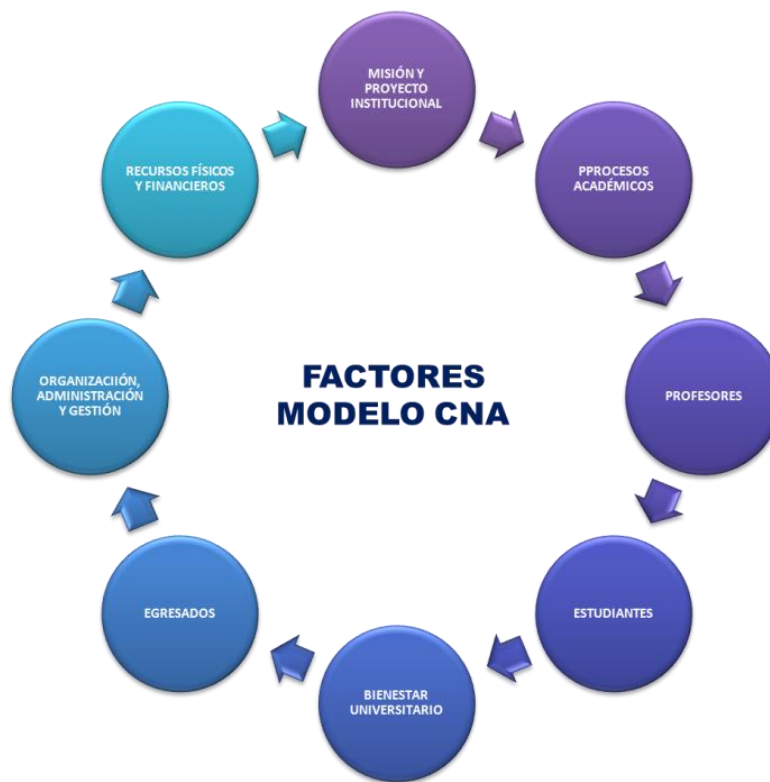 MISIÓN Y
PROYECTO
INSTITUCIONAL
PPROCESOS
ACADÉMICOS
PROFESORES
ESTUDIANTES
BIENESTAR
UNIVERSITARIO
EGRESADOS
ORGANIZACIIÓN,
ADMINISTRACIÓN
Y GESTIÓN
RECURSOS FÍSICOS
Y FINANCIEROS
FACTORES
MODELO CNA